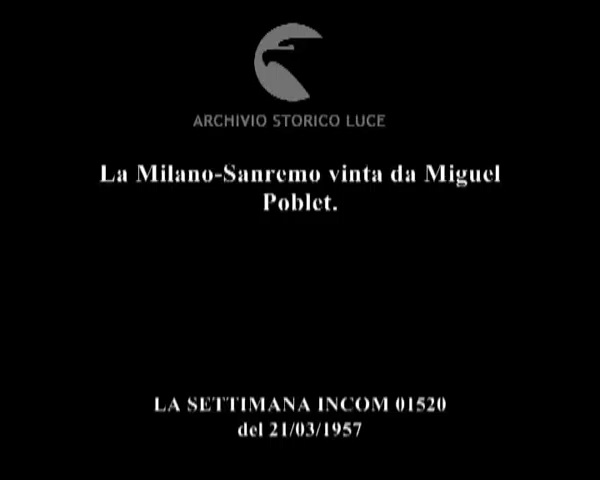 ARCHIVIO STORICO LUCE
La Milano-Sanremo vinta da Miguel
Poblet.
LA SETTIMANA INCOM 01520
del 21/03/1957